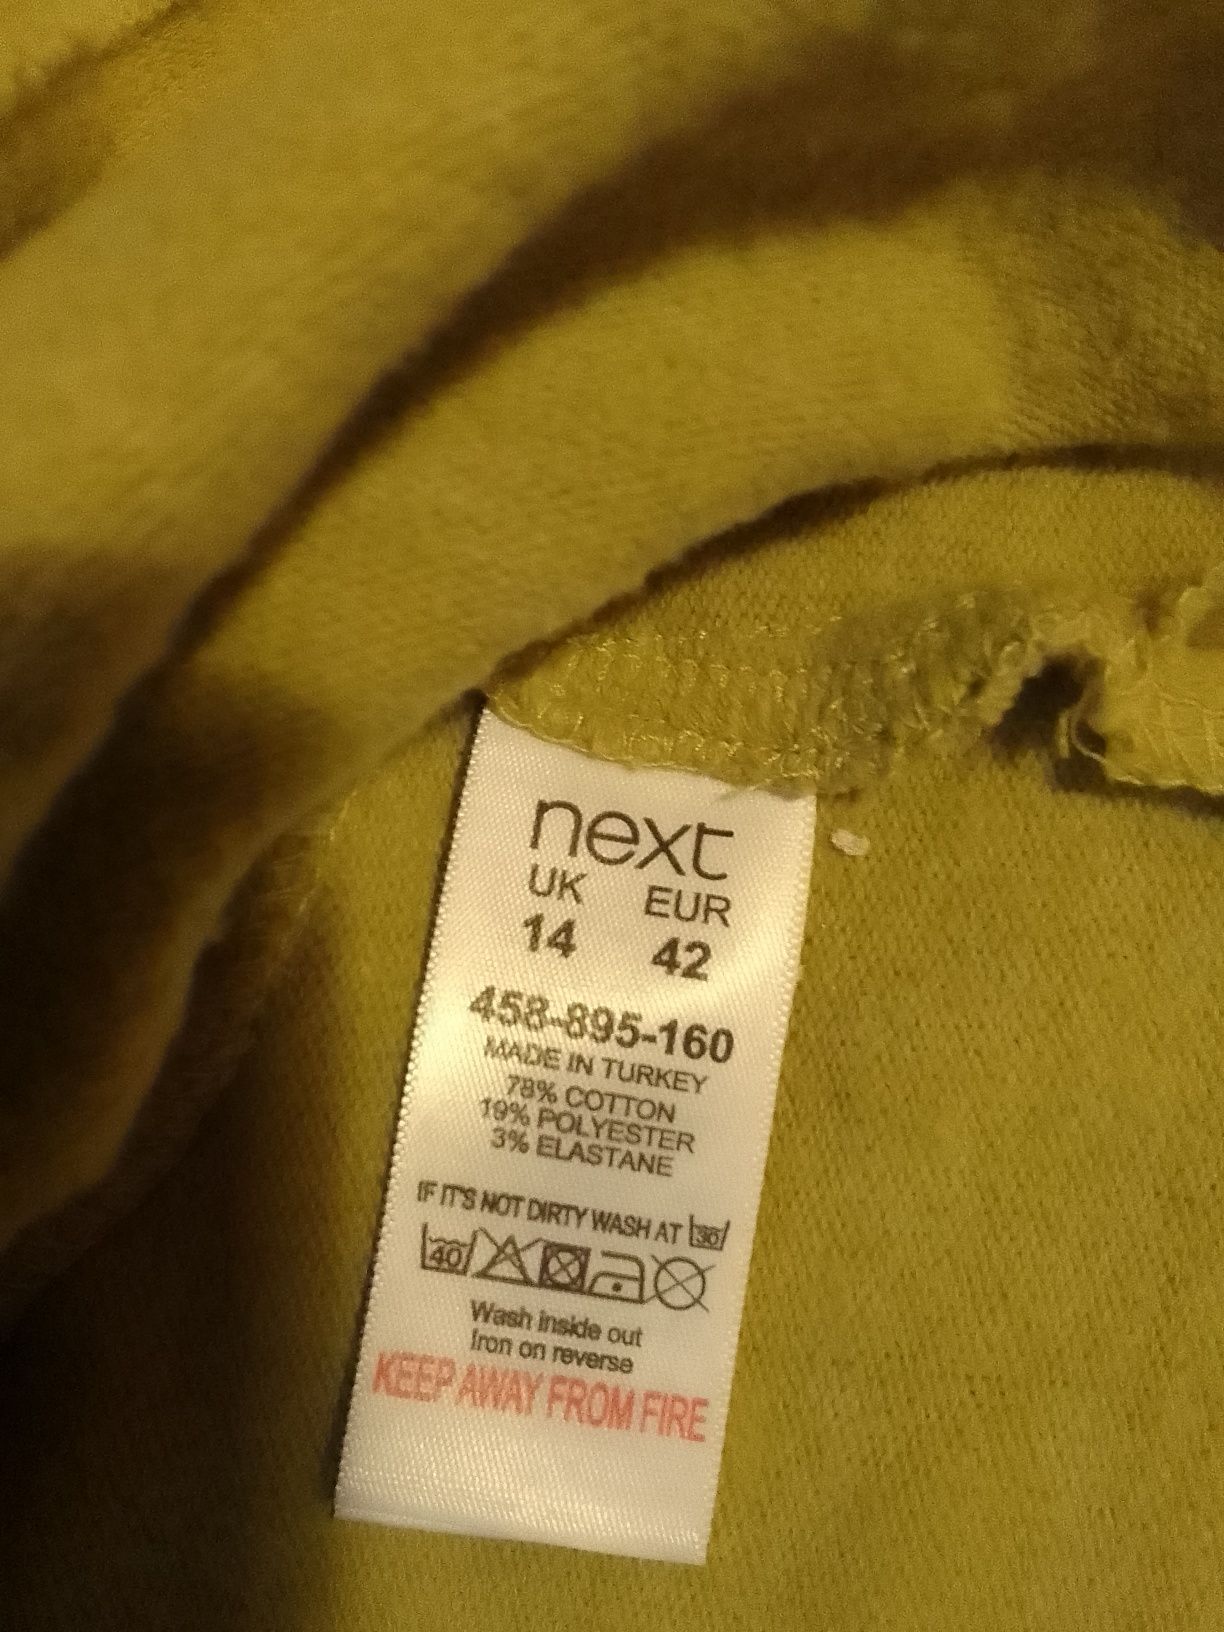 next
UK EUR
14 42
458-895-160
MADE IN TURKEY
78% COTTON
19% POLYESTER
3% ELASTANE
IF IT'S NOT DIRTY WASH AT 30
40
Wash inside out
Iron on reverse
KEEP AWAY FROM FIRE